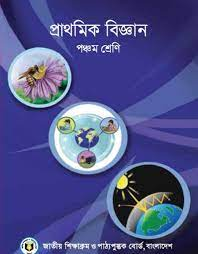 প্রাথমিক বিজ্ঞান
পঞ্চম শ্রেণি
জাতীয় শিক্ষাক্রম ও পাঠ্যপুস্তক বোর্ড, বাংলাদেশ